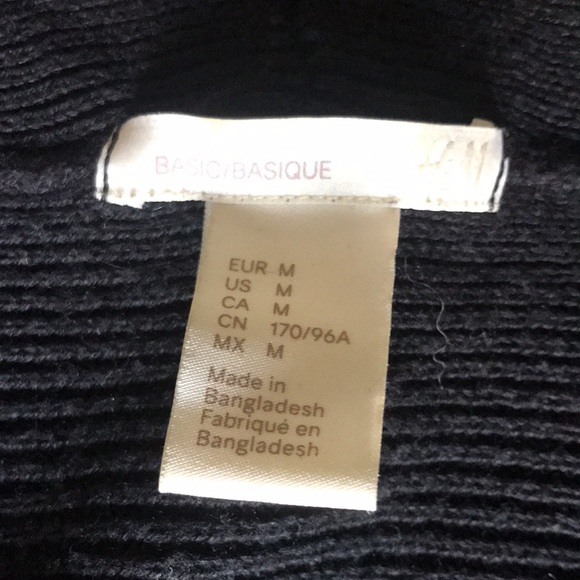 BASIC/BASIQUE
H&M
EUR M
US M
CA M
CN 170/96A
MX M
Made in
Bangladesh
Fabriqué en
Bangladesh